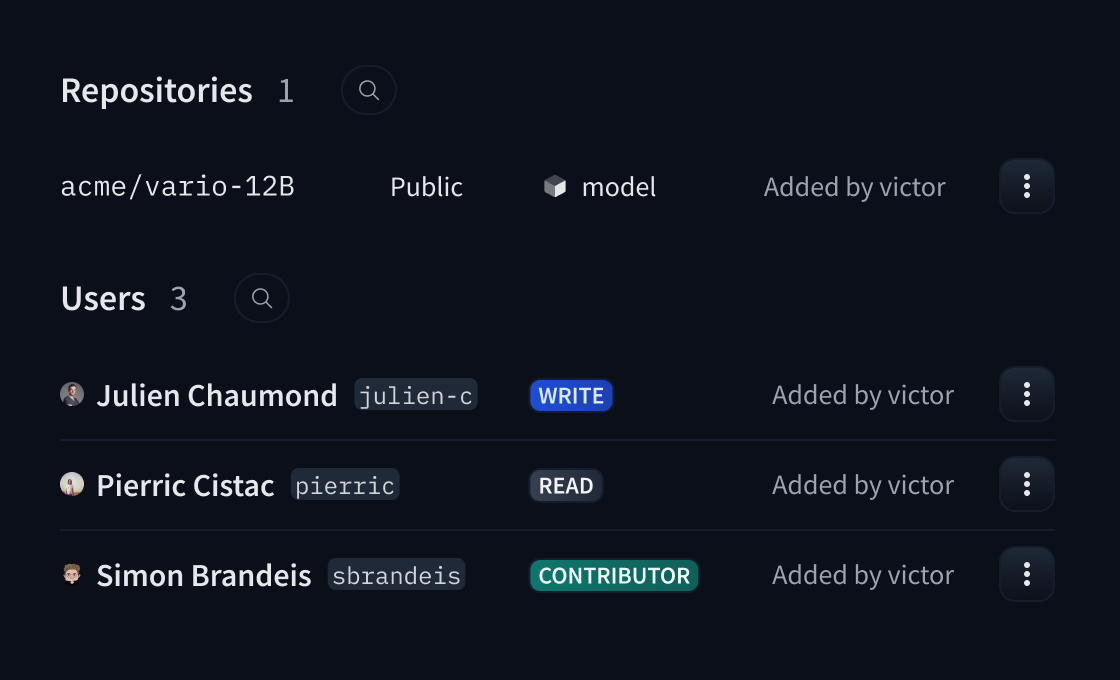 Repositories 1
acme/vario-12B Public model Added by victor
Users 3
Julien Chaumond julien-c WRITE Added by victor
Pierric Cistac pierric READ Added by victor
Simon Brandeis sbrandeis CONTRIBUTOR Added by victor